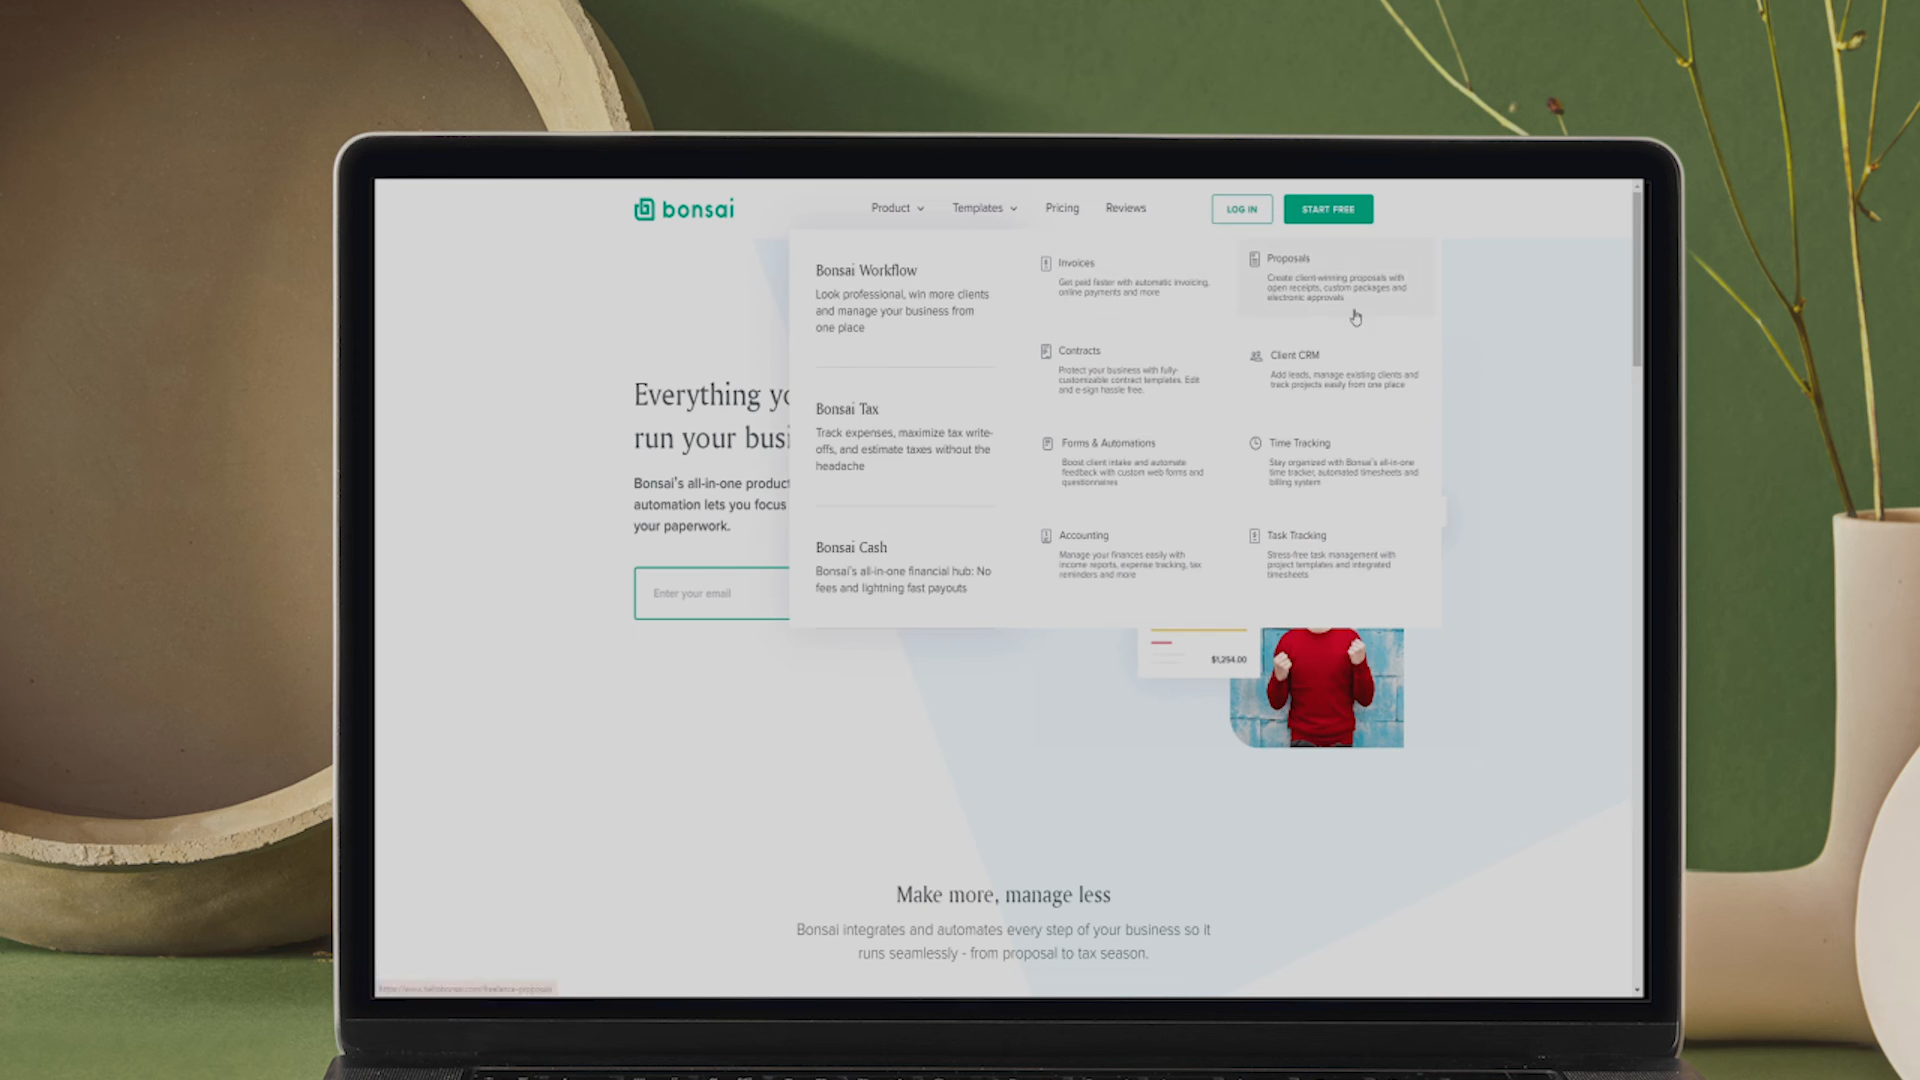 bonsai
Product
Templates
Pricing
Reviews
LOG IN
START FREE
Bonsai Workflow
Look professional, win more clients
and manage your business from
one place
Bonsai Tax
Track expenses, maximize tax write-
offs, and estimate taxes without the
headache
Bonsai Cash
Bonsai's all-in-one financial hub: No
fees and lightning fast payouts
Invoices
Get paid faster with automatic invoicing,
online payments and more
Contracts
Protect your business with fully-
customizable contract templates. Edit
and e-sign hassle free.
Forms & Automations
Boost client intake and automate
feedback with custom web forms and
questionnaires
Accounting
Manage your finances easily with
income reports, expense tracking, tax
reminders and more
Proposals
Create client-winning proposals with
open receipts, custom packages and
electronic approvals
Client CRM
Add leads, manage existing clients and
track projects easily from one place
Time Tracking
Stay organized with Bonsai's all-in-one
time tracker, automated timesheets and
billing system
Task Tracking
Stress-free task management with
project templates and integrated
timesheets
Everything yo
run your busi
Bonsai's all-in-one product
automation lets you focus
your paperwork.
Enter your email
$1,254.00
Make more, manage less
Bonsai integrates and automates every step of your business so it
runs seamlessly - from proposal to tax season.
https://www.hellobonsai.com/freelance-proposals